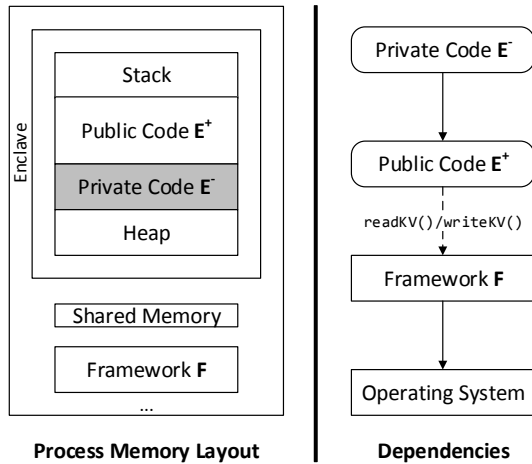 Enclave
Stack
Public Code E+
Private Code E-
Heap
Shared Memory
Framework F
...
Process Memory Layout
Private Code E-
Public Code E+
readKV()/writeKV()
Framework F
Operating System
Dependencies